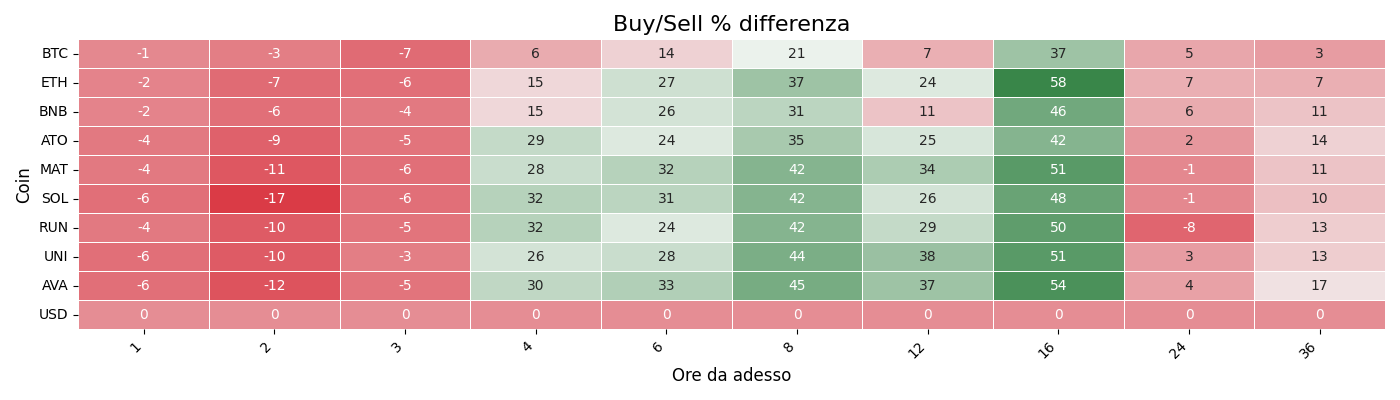 Buy/Sell % differenza
Coin
BTC -1 -3 -7 6 14 21 7 37 5 3
ETH -2 -7 -6 15 27 37 24 58 7 7
BNB -2 -6 -4 15 26 31 11 46 6 11
ATO -4 -9 -5 29 24 35 25 42 2 14
MAT -4 -11 -6 28 32 42 34 51 -1 11
SOL -6 -17 -6 32 31 42 26 48 -1 10
RUN -4 -10 -5 32 24 42 29 50 -8 13
UNI -6 -10 -3 26 28 44 38 51 3 13
AVA -6 -12 -5 30 33 45 37 54 4 17
USD 0 0 0 0 0 0 0 0 0 0
1 2 3 4 6 8 12 16 24 36
Ore da adesso